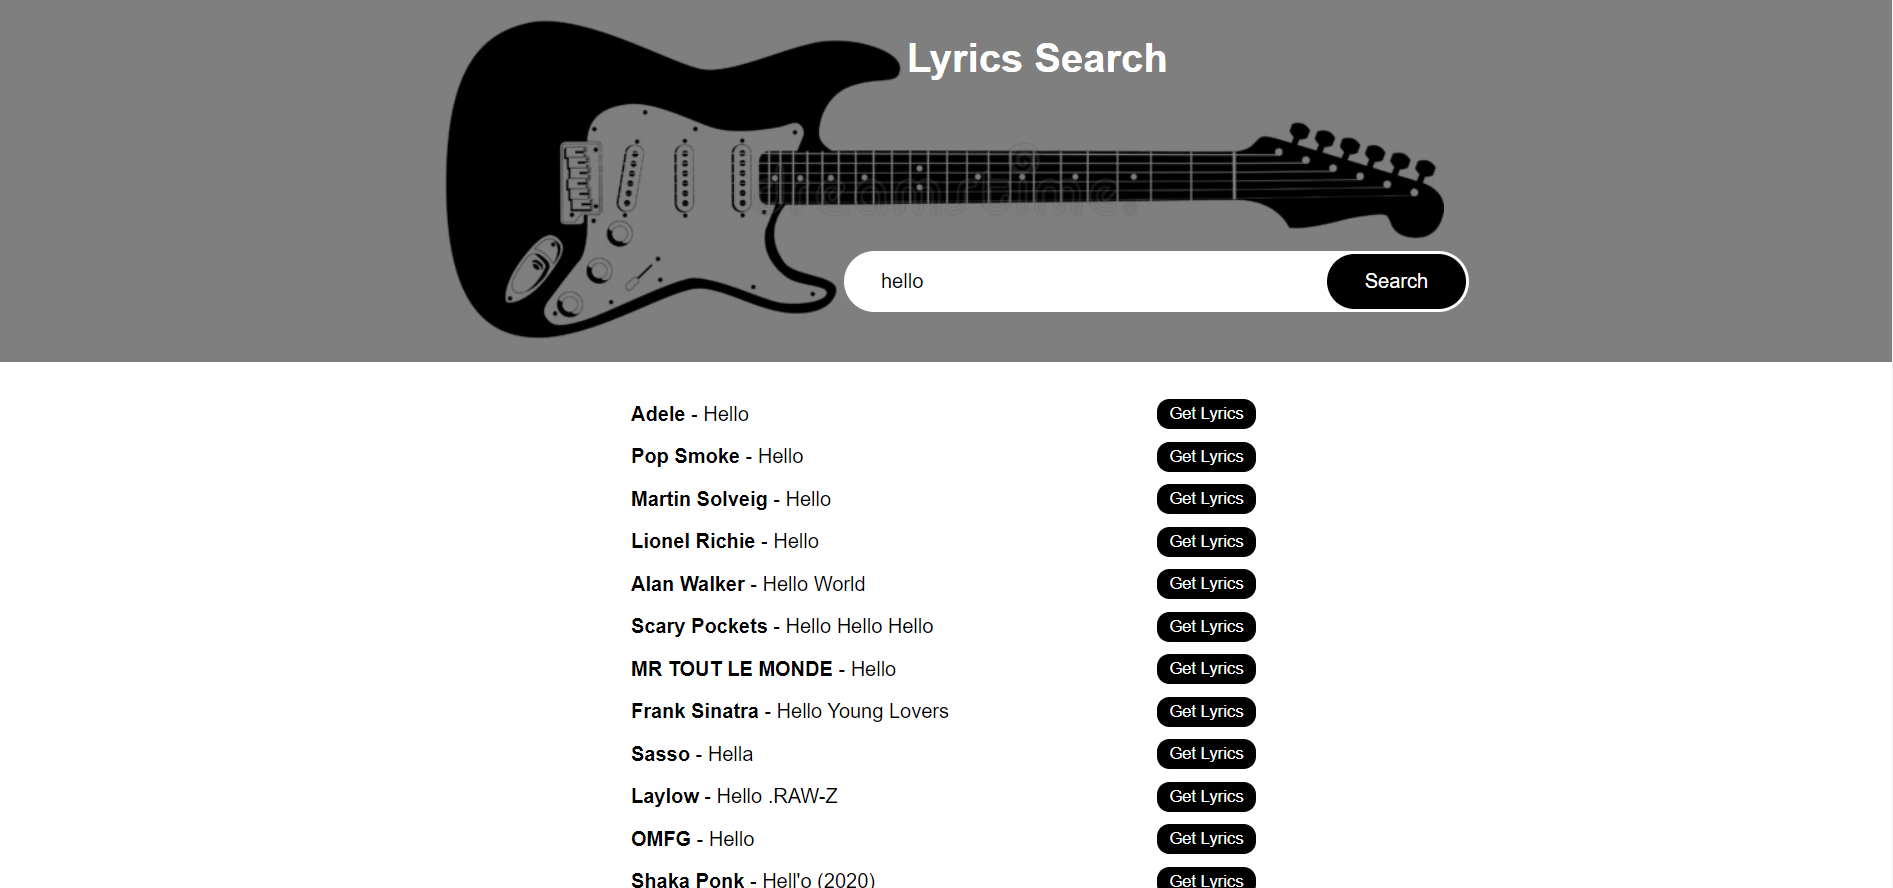 Lyrics Search
dreamstime
hello
Search
Adele - Hello Get Lyrics
Pop Smoke - Hello Get Lyrics
Martin Solveig - Hello Get Lyrics
Lionel Richie - Hello Get Lyrics
Alan Walker - Hello World Get Lyrics
Scary Pockets - Hello Hello Hello Get Lyrics
MR TOUT LE MONDE - Hello Get Lyrics
Frank Sinatra - Hello Young Lovers Get Lyrics
Sasso - Hella Get Lyrics
Laylow - Hello .RAW-Z Get Lyrics
OMFG - Hello Get Lyrics
Shaka Ponk - Hell'o (2020) Get Lyrics